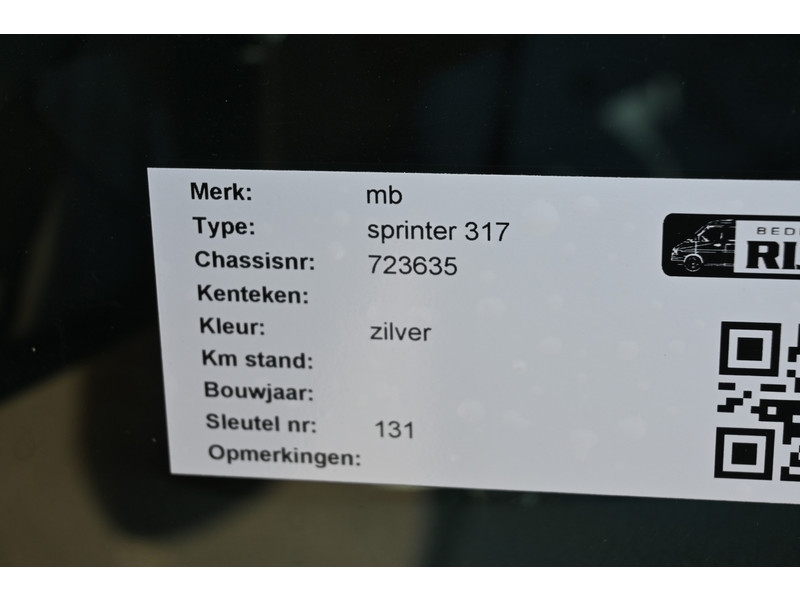 Merk: mb
Type: sprinter 317
Chassisnr: 723635
Kenteken:
Kleur: zilver
Km stand:
Bouwjaar:
Sleutel nr: 131
Opmerkingen: